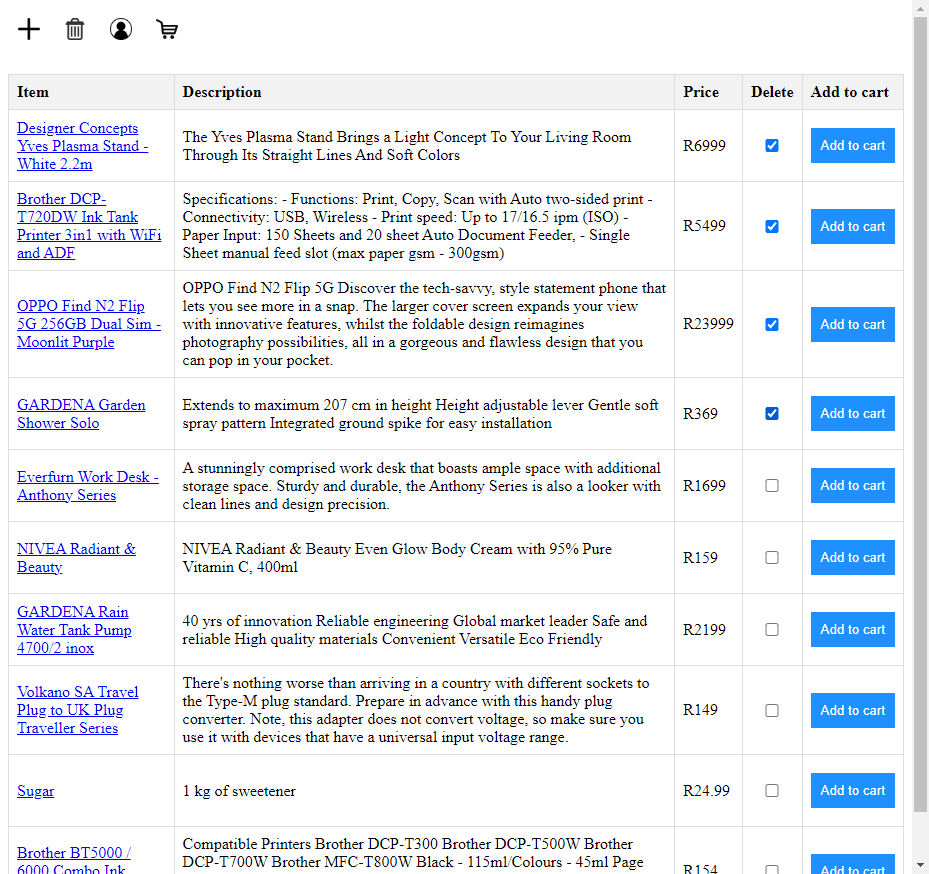 Item Description Price Delete Add to cart
Designer Concepts
Yves Plasma Stand -
White 2.2m
The Yves Plasma Stand Brings a Light Concept To Your Living Room
Through Its Straight Lines And Soft Colors
R6999
Add to cart
Brother DCP-
T720DW Ink Tank
Printer 3in1 with WiFi
and ADF
Specifications: - Functions: Print, Copy, Scan with Auto two-sided print -
Connectivity: USB, Wireless - Print speed: Up to 17/16.5 ipm (ISO) -
Paper Input: 150 Sheets and 20 sheet Auto Document Feeder, - Single
Sheet manual feed slot (max paper gsm - 300gsm)
R5499
Add to cart
OPPO Find N2 Flip
5G 256GB Dual Sim -
Moonlit Purple
OPPO Find N2 Flip 5G Discover the tech-savvy, style statement phone that
lets you see more in a snap. The larger cover screen expands your view
with innovative features, whilst the foldable design reimagines
photography possibilities, all in a gorgeous and flawless design that you
can pop in your pocket.
R23999
Add to cart
GARDENA Garden
Shower Solo
Extends to maximum 207 cm in height Height adjustable lever Gentle soft
spray pattern Integrated ground spike for easy installation
R369
Add to cart
Everfurn Work Desk -
Anthony Series
A stunningly comprised work desk that boasts ample space with additional
storage space. Sturdy and durable, the Anthony Series is also a looker with
clean lines and design precision.
R1699
Add to cart
NIVEA Radiant &
Beauty
NIVEA Radiant & Beauty Even Glow Body Cream with 95% Pure
Vitamin C, 400ml
R159
Add to cart
GARDENA Rain
Water Tank Pump
4700/2 inox
40 yrs of innovation Reliable engineering Global market leader Safe and
reliable High quality materials Convenient Versatile Eco Friendly
R2199
Add to cart
Volkano SA Travel
Plug to UK Plug
Traveller Series
There's nothing worse than arriving in a country with different sockets to
the Type-M plug standard. Prepare in advance with this handy plug
converter. Note, this adapter does not convert voltage, so make sure you
use it with devices that have a universal input voltage range.
R149
Add to cart
Sugar
1 kg of sweetener
R24.99
Add to cart
Brother BT5000 /
6000 Combo Ink
Compatible Printers Brother DCP-T300 Brother DCP-T500W Brother
DCP-T700W Brother MFC-T800W Black - 115ml/Colours - 45ml Page
R154
Add to cart